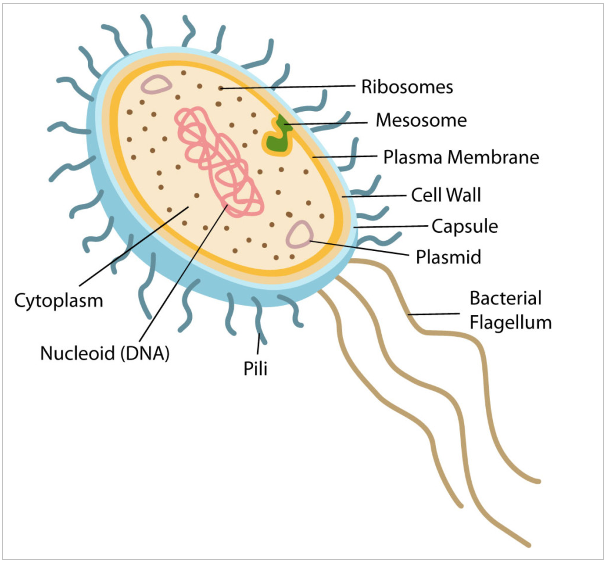 Ribosomes
Mesosome
Plasma Membrane
Cell Wall
Capsule
Plasmid
Bacterial
Flagellum
Cytoplasm
Nucleoid (DNA)
Pili